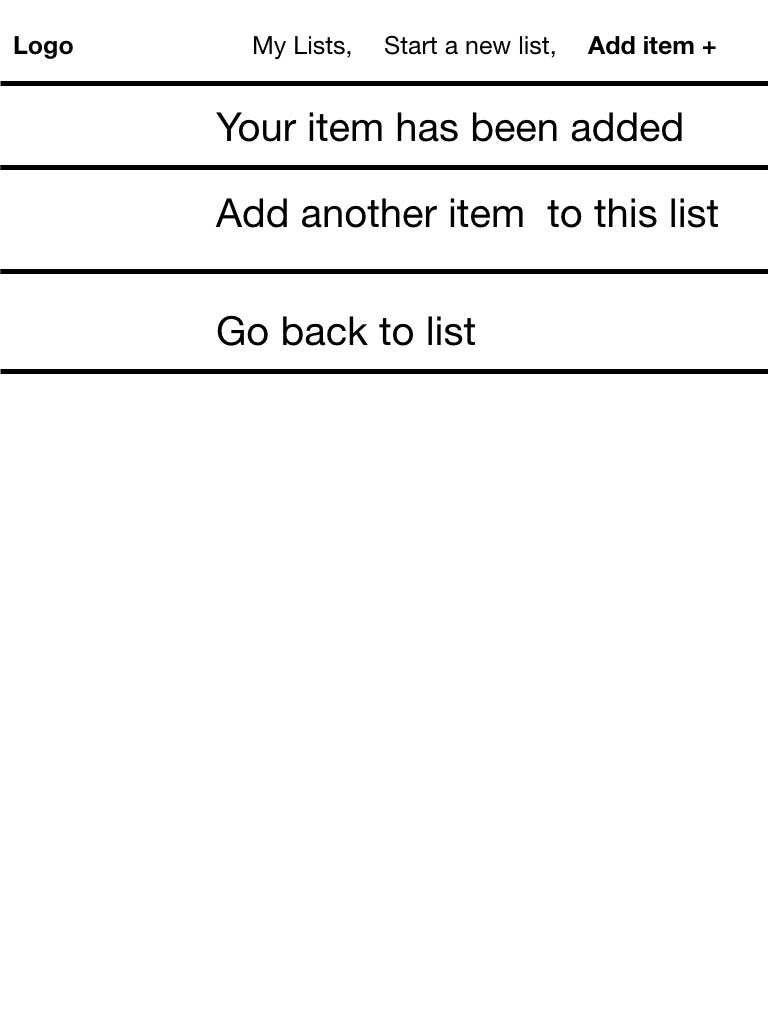 Logo My Lists, Start a new list, Add item +
Your item has been added
Add another item  to this list
Go back to list